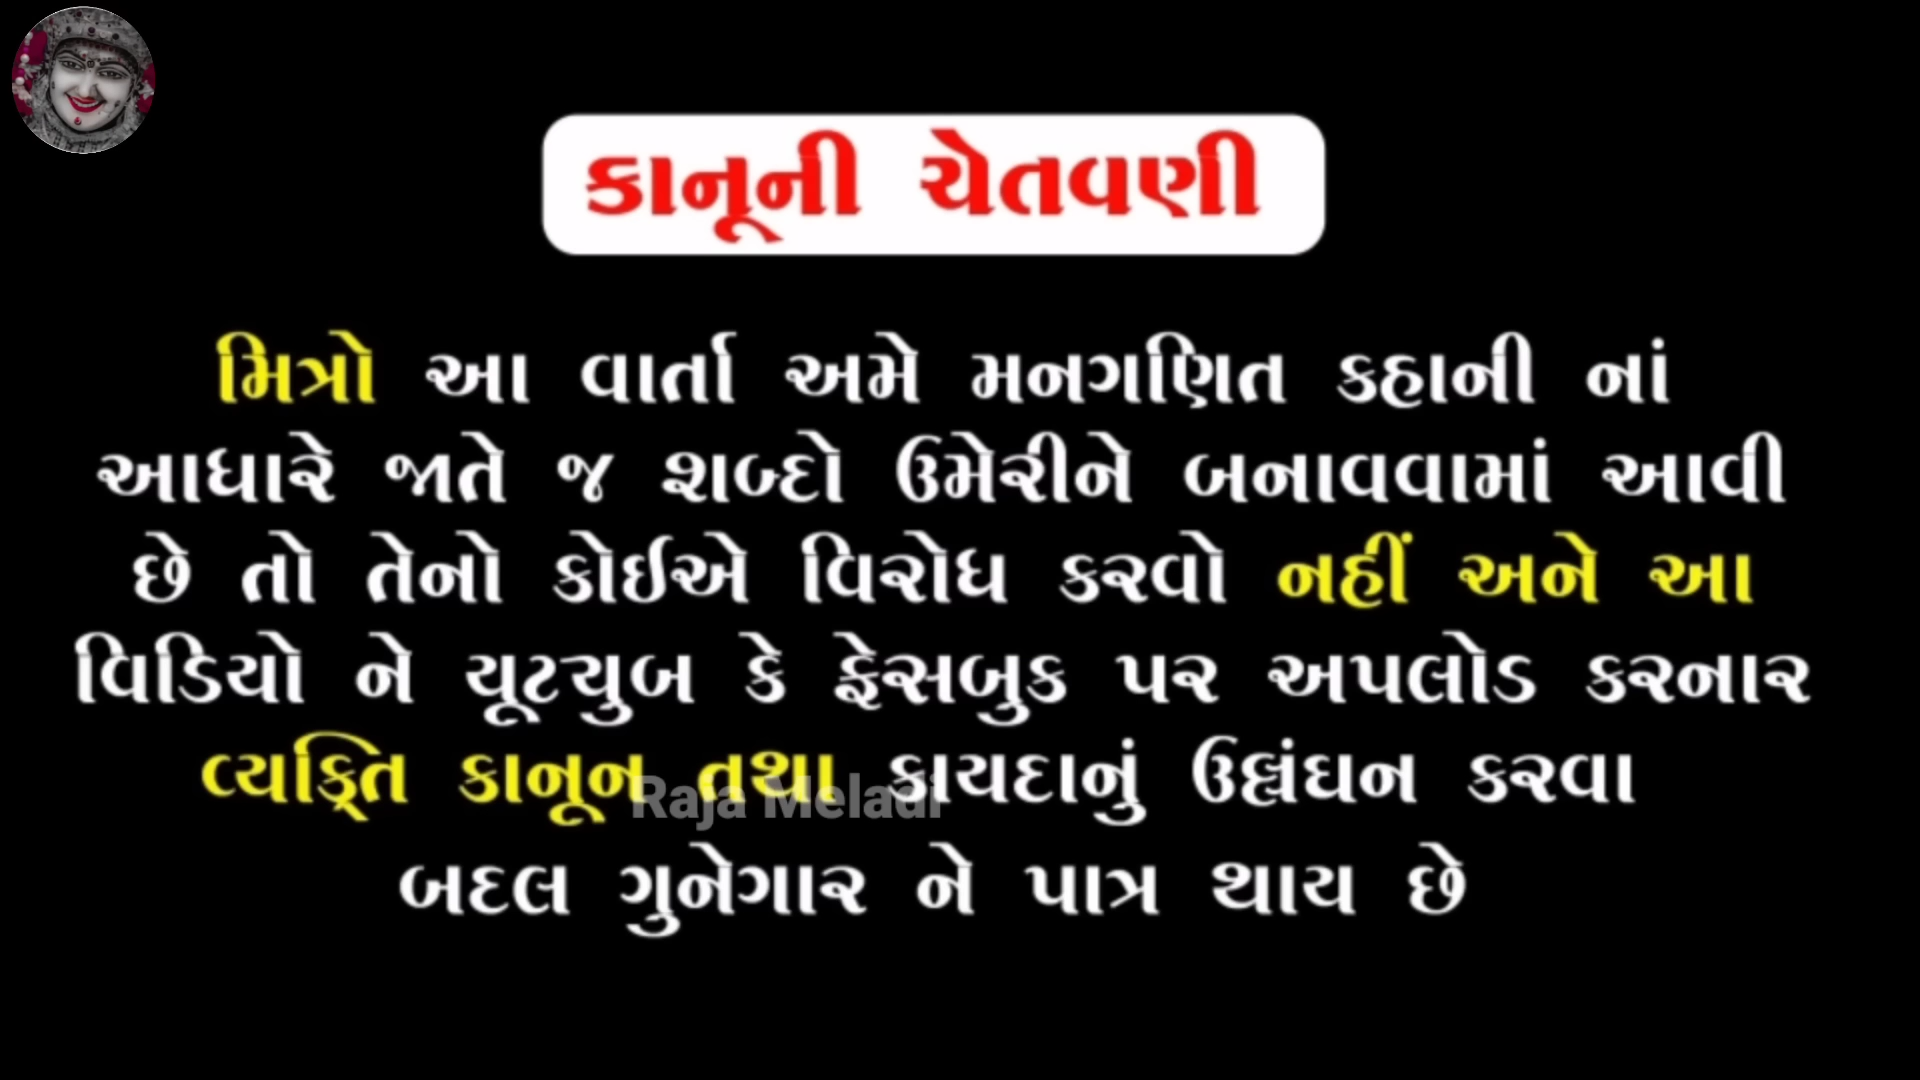 કાનૂની ચેતવણી
મિત્રો આ વાર્તા અમે મનગણિત કહાની નાં
આધારે જાતે જ શબ્દો ઉમેરીને બનાવવામાં આવી
છે તો તેનો કોઈએ વિરોધ કરવો નહીં અને આ
વિડિયો ને યૂટ્યુબ કે ફેસબુક પર અપલોડ કરનાર
વ્યક્તિ કાનૂન તથા કાયદાનું ઉલ્લંઘન કરવા
Raja Meladi
બદલ ગુનેગાર ને પાત્ર થાય છે